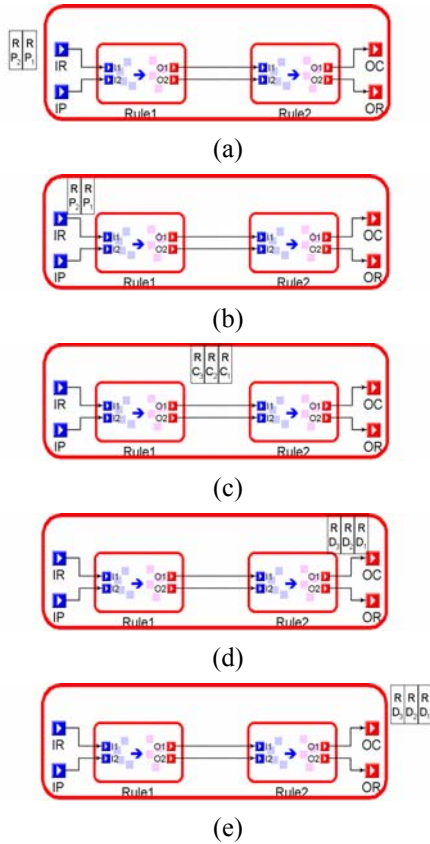 R R
P₂ P₁
IR I1 O1 I1 O1 OC
I2 O2 I2 O2
IP Rule1 Rule2 OR
(a)
R R
P₂ P₁
IR I1 O1 I1 O1 OC
I2 O2 I2 O2
IP Rule1 Rule2 OR
(b)
R R R
C₃ C₂ C₁
IR I1 O1 I1 O1 OC
I2 O2 I2 O2
IP Rule1 Rule2 OR
(c)
R R R
D₃ D₂ D₁
IR I1 O1 I1 O1 OC
I2 O2 I2 O2
IP Rule1 Rule2 OR
(d)
R R R
D₃ D₂ D₁
IR I1 O1 I1 O1 OC
I2 O2 I2 O2
IP Rule1 Rule2 OR
(e)